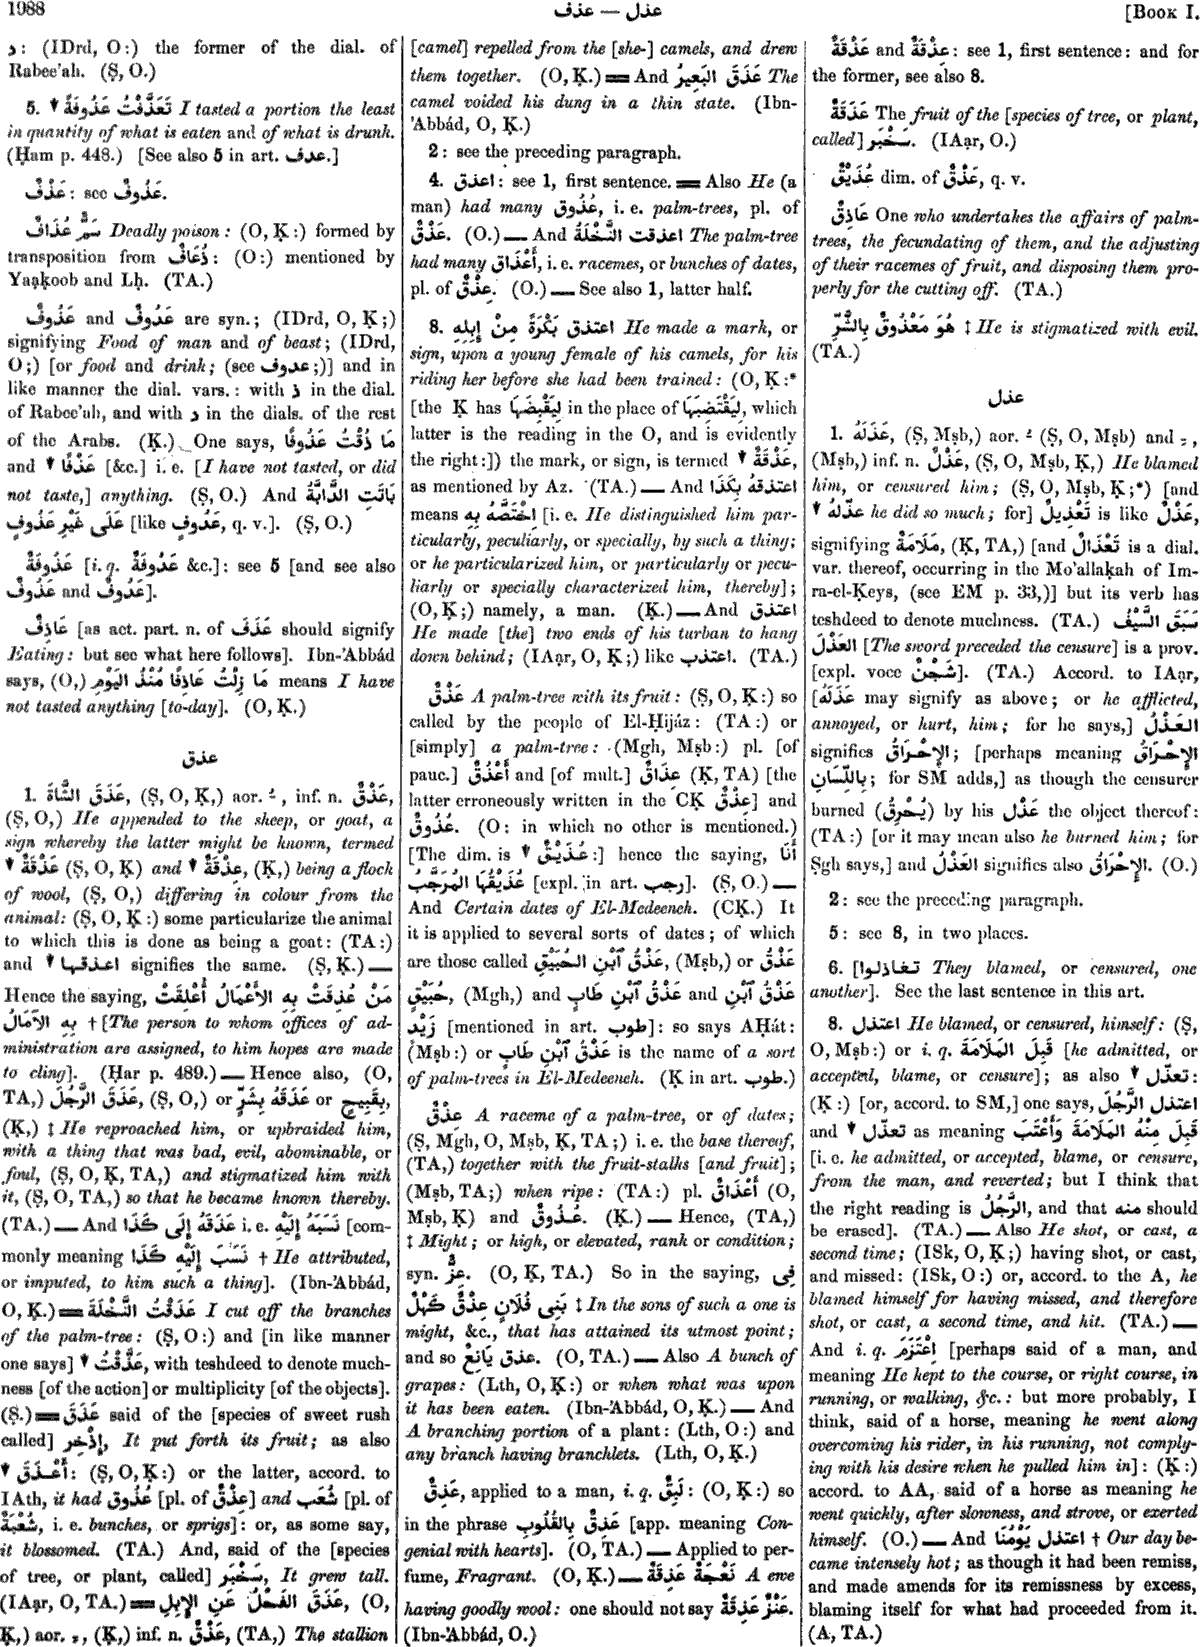 1988
عذف — عذل
[BOOK I.
د : (IDrd, O:) the former of the dial. of
Rabee'ah. (Ṣ, O.)
5. تَعَذَّفْتُ عَذُوفَةً I tasted a portion the least
in quantity of what is eaten and of what is drunk.
(Ḥam p. 448.) [See also 5 in art. عدف.]
عَذْفٌ : see عَذُوفٌ.
سَمٌّ عُذَافٌ Deadly poison : (O, Ḳ:) formed by
transposition from ذُعَافٌ : (O:) mentioned by
Yaạḳoob and Lḥ. (TA.)
عَذُوفٌ and عَدُوفٌ are syn.; (IDrd, O, Ḳ;)
signifying Food of man and of beast; (IDrd,
O;) [or food and drink; (see عدوف;)] and in
like manner the dial. vars.: with ذ in the dial.
of Rabee'ah, and with د in the dials. of the rest
of the Arabs. (Ḳ.) One says, مَا ذُقْتُ عَذُوفًا
and ↓ عَذْفًا [&c.] i. e. [I have not tasted, or did
not taste,] anything. (Ṣ, O.) And بَاتَتِ الدَّابَّةُ
عَلَى غَيْرِ عَذُوفٍ [like عَدُوفٍ, q. v.]. (Ṣ, O.)
عَذُوفَةٌ [i. q. عَدُوفَةٌ &c.]: see 5 [and see also
عَدُوفٌ and عَذُوفٌ].
عَاذِفٌ [as act. part. n. of عَذَفَ should signify
Eating: but see what here follows]. Ibn-'Abbád
says, (O,) مَا زِلْتُ عَاذِفًا مُنْذُ اليَوْمِ means I have
not tasted anything [to-day]. (O, Ḳ.)
عذق
1. عَذَقَ الشَّاةَ, (Ṣ, O, Ḳ,) aor. ـُ , inf. n. عَذْقٌ,
(Ṣ, O,) He appended to the sheep, or goat, a
sign whereby the latter might be known, termed
↓ عَذْقَةٌ (Ṣ, O, Ḳ) and ↓ عِذْقَةٌ, (Ḳ,) being a flock
of wool, (Ṣ, O,) differing in colour from the
animal: (Ṣ, O, Ḳ:) some particularize the animal
to which this is done as being a goat: (TA:)
and ↓ اعذقها signifies the same. (Ṣ, Ḳ.) —
Hence the saying, مَنْ عُذِقَتْ بِهِ الأَعْمَالُ أُعْلِقَتْ
بِهِ الآمَالُ † [The person to whom offices of ad-
ministration are assigned, to him hopes are made
to cling]. (Ḥar p. 489.) — Hence also, (O,
TA,) عَذَقَ الرَّجُلَ, (Ṣ, O,) or عَذَقَهُ بِشَرٍّ or بِقَبِيحٍ,
(Ḳ,) ‡ He reproached him, or upbraided him,
with a thing that was bad, evil, abominable, or
foul, (Ṣ, O, Ḳ, TA,) and stigmatized him with
it, (Ṣ, O, TA,) so that he became known thereby.
(TA.) — And عَذَقَهُ إِلَى كَذَا i. e. نَسَبَهُ إِلَيْهِ [com-
monly meaning نَسَبَ إِلَيْهِ كَذَا † He attributed,
or imputed, to him such a thing]. (Ibn-'Abbád,
O, Ḳ.) = عَذَقْتُ النَّخْلَةَ I cut off the branches
of the palm-tree: (Ṣ, O:) and [in like manner
one says] ↓ عَذَّقْتُ, with teshdeed to denote much-
ness [of the action] or multiplicity [of the objects].
(Ṣ.) = عَذَقَ said of the [species of sweet rush
called] إِذْخِر, It put forth its fruit; as also
↓ أَعْذَقَ: (Ṣ, O, Ḳ:) or the latter, accord. to
IAth, it had عُذُوق [pl. of عِذْقٌ] and شُعَب [pl. of
شُعْبَةٌ, i. e. bunches, or sprigs]: or, as some say,
it blossomed. (TA.) And, said of the [species
of tree, or plant, called] سَخْبَر, It grew tall.
(IAạr, O, TA.) = عَذَقَ الفَحْلُ عَنِ الإِبِلِ, (O,
Ḳ,) aor. ـِ , (Ḳ,) inf. n. عَذْقٌ, (TA,) The stallion
[camel] repelled from the [she-] camels, and drew
them together. (O, Ḳ.) = And عَذَقَ البَعِيرُ The
camel voided his dung in a thin state. (Ibn-
'Abbád, O, Ḳ.)
2 : see the preceding paragraph.
4. اعذق : see 1, first sentence. = Also He (a
man) had many عُذُوق, i. e. palm-trees, pl. of
عَذْقٌ. (O.) — And اعذقت النَّخْلَةُ The palm-tree
had many أَعْذَاق, i. e. racemes, or bunches of dates,
pl. of عِذْقٌ. (O.) — See also 1, latter half.
8. اعتذق بَكْرَةً مِنْ إِبِلِهِ He made a mark, or
sign, upon a young female of his camels, for his
riding her before she had been trained: (O, Ḳ:*
[the Ḳ has لِيَقْبِضَهَا in the place of لِيَقْتَضِبَهَا, which
latter is the reading in the O, and is evidently
the right:]) the mark, or sign, is termed ↓ عَذْقَةٌ,
as mentioned by Az. (TA.) — And اعتذقهُ بِكَذَا
means اِخْتَصَّهُ بِهِ [i. e. He distinguished him par-
ticularly, peculiarly, or specially, by such a thing;
or he particularized him, or particularly or pecu-
liarly or specially characterized him, thereby];
(O, Ḳ;) namely, a man. (Ḳ.) — And اعتذق
He made [the] two ends of his turban to hang
down behind; (IAạr, O, Ḳ;) like اعتذب. (TA.)
عَذْقٌ A palm-tree with its fruit: (Ṣ, O, Ḳ:) so
called by the people of El-Ḥijáz: (TA:) or
[simply] a palm-tree: (Mgh, Mṣb:) pl. [of
pauc.] أَعْذُقٌ and [of mult.] عِذَاقٌ (Ḳ, TA) [the
latter erroneously written in the CḲ عِذْقٌ] and
عُذُوقٌ. (O: in which no other is mentioned.)
[The dim. is ↓ عُذَيْقٌ:] hence the saying, أَنَا
عُذَيْقُهَا المُرَجَّبُ [expl. in art. رجب]. (Ṣ, O.) —
And Certain dates of El-Medeeneh. (CḲ.) It
it is applied to several sorts of dates; of which
are those called عَذْقُ ٱبْنِ الحُبَيْقِ, (Mṣb,) or عَذْقُ
حُبَيْقٍ, (Mgh,) and عَذْقُ ٱبْنِ طَابٍ and عَذْقُ ٱبْنِ
زَيْدٍ [mentioned in art. طوب]: so says AḤát:
(Mṣb:) or عَذْقُ ٱبْنِ طَابٍ is the name of a sort
of palm-trees in El-Medeeneh. (Ḳ in art. طوب.)
عِذْقٌ A raceme of a palm-tree, or of dates;
(Ṣ, Mgh, O, Mṣb, Ḳ, TA;) i. e. the base thereof,
(TA,) together with the fruit-stalks [and fruit];
(Mṣb, TA;) when ripe: (TA:) pl. أَعْذَاقٌ (O,
Mṣb, Ḳ) and عُذُوقٌ. (Ḳ.) — Hence, (TA,)
‡ Might; or high, or elevated, rank or condition;
syn. عِزٌّ. (O, Ḳ, TA.) So in the saying, فِى
بَنِى فُلَانٍ عِذْقٌ كَهْلٌ ‡ In the sons of such a one is
might, &c., that has attained its utmost point;
and so عذق يَانِعٌ. (O, TA.) — Also A bunch of
grapes: (Lth, O, Ḳ:) or when what was upon
it has been eaten. (Ibn-'Abbád, O, Ḳ.) — And
A branching portion of a plant: (Lth, O:) and
any branch having branchlets. (Lth, O, Ḳ.)
عَذِقٌ, applied to a man, i. q. لَبِقٌ : (O, Ḳ:) so
in the phrase عَذِقٌ بِالقُلُوبِ [app. meaning Con-
genial with hearts]. (O, TA.) — Applied to per-
fume, Fragrant. (O, Ḳ.) — نَعْجَةٌ عَذِقَةٌ A ewe
having goodly wool: one should not say عَنْزٌ عَذِقَةٌ.
(Ibn-'Abbád, O.)
عَذْقَةٌ and عِذْقَةٌ : see 1, first sentence: and for
the former, see also 8.
عَذَقَةٌ The fruit of the [species of tree, or plant,
called] سَخْبَر. (IAạr, O.)
عُذَيْقٌ dim. of عَذْقٌ, q. v.
عَاذِقٌ One who undertakes the affairs of palm-
trees, the fecundating of them, and the adjusting
of their racemes of fruit, and disposing them pro-
perly for the cutting off. (TA.)
هُوَ مَعْذُوقٌ بِالشَّرِّ ‡ He is stigmatized with evil.
(TA.)
عذل
1. عَذَلَهُ, (Ṣ, Mṣb,) aor. ـُ (Ṣ, O, Mṣb) and ـِ ,
(Mṣb,) inf. n. عَذْلٌ, (Ṣ, O, Mṣb, Ḳ,) He blamed
him, or censured him; (Ṣ, O, Mṣb, Ḳ;*) [and
↓ عذّلهُ he did so much; for] تَعْذِيلٌ is like عَذْلٌ,
signifying مَلَامَةٌ, (Ḳ, TA,) [and تَعْذَالٌ is a dial.
var. thereof, occurring in the Mo'allaḳah of Im-
ra-el-Ḳeys, (see EM p. 33,)] but its verb has
teshdeed to denote muchness. (TA.) سَبَقَ السَّيْفُ
العَذْلَ [The sword preceded the censure] is a prov.
[expl. voce شَجْنٌ]. (TA.) Accord. to IAạr,
[عَذَلَهُ may signify as above; or he afflicted,
annoyed, or hurt, him; for he says,] العَذْلُ
signifies الإِحْرَاقُ; [perhaps meaning الإِحْرَاقُ
بِاللِّسَانِ; for SM adds,] as though the censurer
burned (يُحْرِقُ) by his عَذْل the object thereof:
(TA:) [or it may mean also he burned him; for
Ṣgh says,] and العَذْلُ signifies also الإِحْرَاقُ. (O.)
2 : see the preceding paragraph.
5 : see 8, in two places.
6. [تعاذلوا They blamed, or censured, one
another]. See the last sentence in this art.
8. اعتذل He blamed, or censured, himself: (Ṣ,
O, Mṣb:) or i. q. قَبِلَ المَلَامَةَ [he admitted, or
accepted, blame, or censure]; as also ↓ تعذّل :
(Ḳ:) [or, accord. to SM,] one says, اعتذل الرَّجُلَ
and ↓ تعذّل as meaning قَبِلَ مِنْهُ المَلَامَةَ وَأَعْتَبَ
[i. e. he admitted, or accepted, blame, or censure,
from the man, and reverted; but I think that
the right reading is الرَّجُلُ, and that منه should
be erased]. (TA.) — Also He shot, or cast, a
second time; (ISk, O, Ḳ;) having shot, or cast,
and missed: (ISk, O:) or, accord. to the A, he
blamed himself for having missed, and therefore
shot, or cast, a second time, and hit. (TA.) —
And i. q. اِعْتَزَمَ [perhaps said of a man, and
meaning He kept to the course, or right course, in
running, or walking, &c.: but more probably, I
think, said of a horse, meaning he went along
overcoming his rider, in his running, not comply-
ing with his desire when he pulled him in]: (Ḳ:)
accord. to AA, said of a horse as meaning he
went quickly, after slowness, and strove, or exerted
himself. (O.) — And اعتذل يَوْمُنَا † Our day be-
came intensely hot; as though it had been remiss,
and made amends for its remissness by excess,
blaming itself for what had proceeded from it.
(A, TA.)